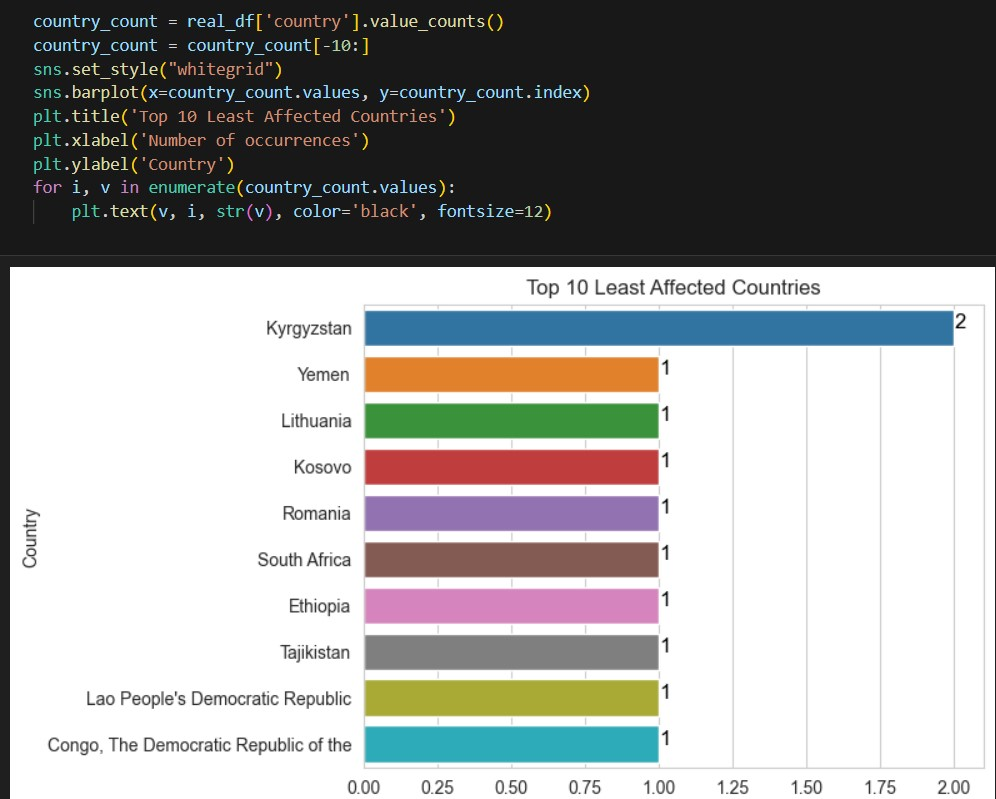 country_count = real_df['country'].value_counts()
country_count = country_count[-10:]
sns.set_style("whitegrid")
sns.barplot(x=country_count.values, y=country_count.index)
plt.title('Top 10 Least Affected Countries')
plt.xlabel('Number of occurrences')
plt.ylabel('Country')
for i, v in enumerate(country_count.values):
    plt.text(v, i, str(v), color='black', fontsize=12)
Top 10 Least Affected Countries
Kyrgyzstan 2
Yemen 1
Lithuania 1
Kosovo 1
Romania 1
South Africa 1
Ethiopia 1
Tajikistan 1
Lao People's Democratic Republic 1
Congo, The Democratic Republic of the 1
Country
0.00 0.25 0.50 0.75 1.00 1.25 1.50 1.75 2.00